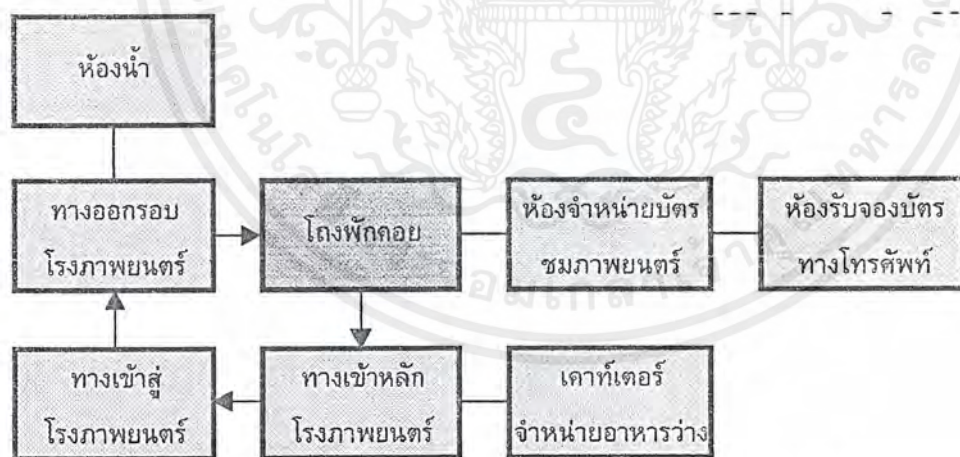 ห้องน้ำ
ทางออกรอบ
โรงภาพยนตร์
โถงพักคอย
ห้องจำหน่ายบัตร
ชมภาพยนตร์
ห้องรับจองบัตร
ทางโทรศัพท์
ทางเข้าสู่
โรงภาพยนตร์
ทางเข้าหลัก
โรงภาพยนตร์
เคาท์เตอร์
จำหน่ายอาหารว่าง